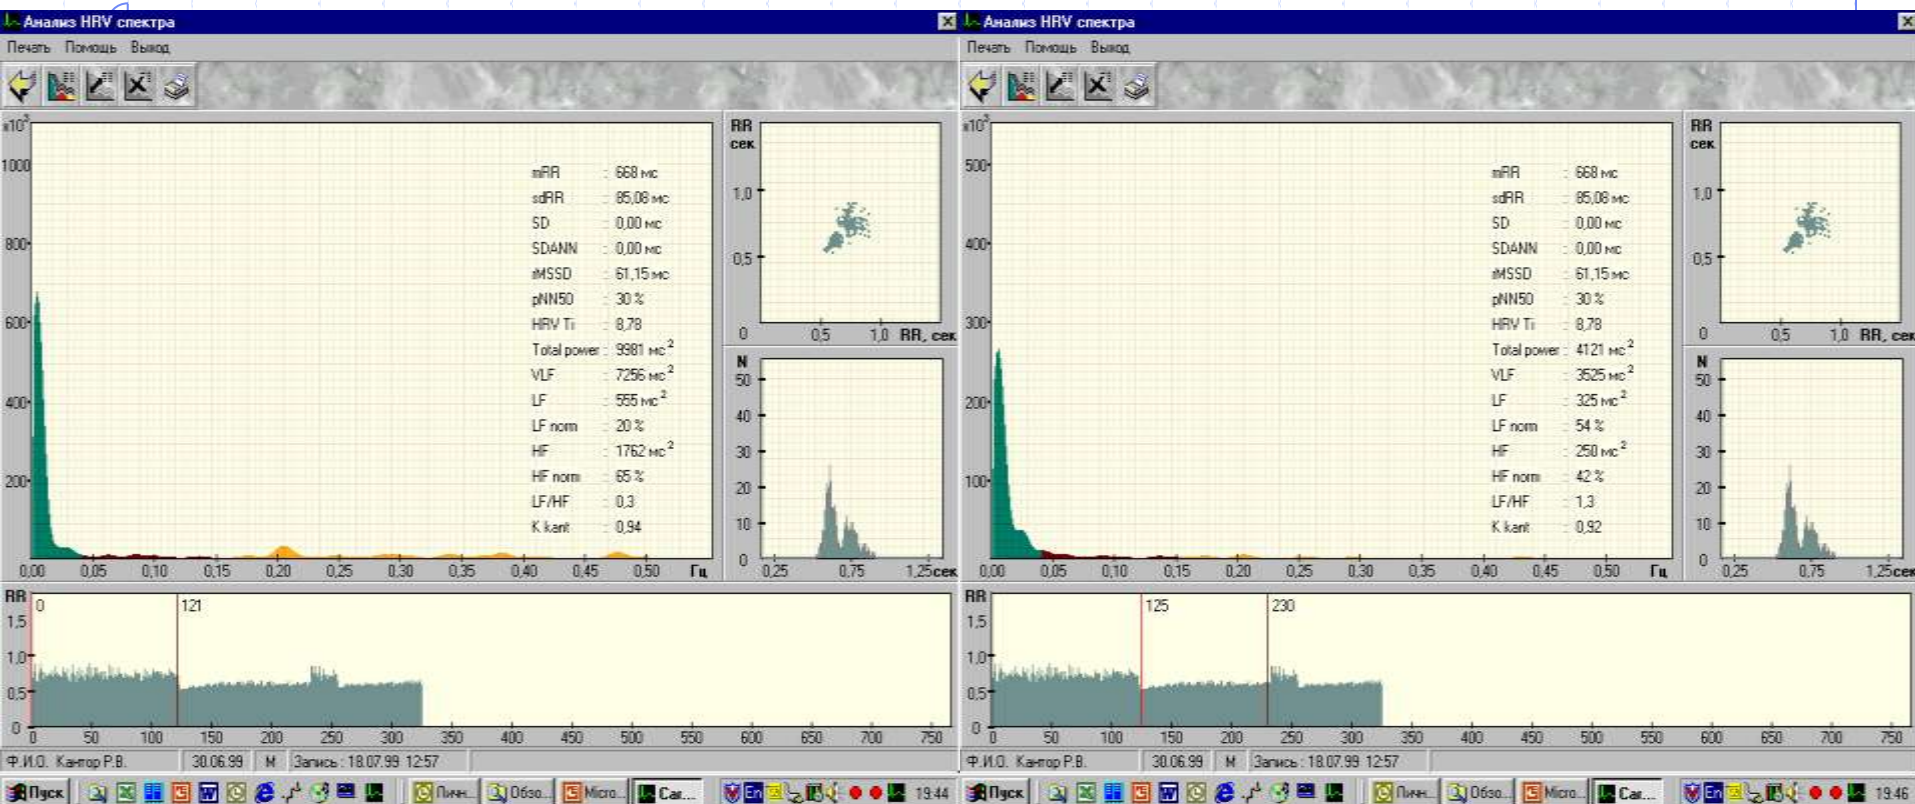 Анализ HRV спектра
Печать Помощь Выход
x10³
1000
800
600
400
200
0,00 0,05 0,10 0,15 0,20 0,25 0,30 0,35 0,40 0,45 0,50 Гц
mRR : 668 мс
sdRR : 85,08 мс
SD : 0,00 мс
SDANN : 0,00 мс
rMSSD : 61,15 мс
pNN50 : 30 %
HRV Ti : 8,78
Total power : 9981 мс²
VLF : 7256 мс²
LF : 555 мс²
LF norm : 20 %
HF : 1762 мс²
HF norm : 65 %
LF/HF : 0,3
K kant : 0,94
RR
сек
1,0
0,5
0 0,5 1,0 RR, сек
N
50
40
30
20
10
0
0,25 0,75 1,25 сек
RR
0 121
1.5
1,0
0.5
0
0 50 100 150 200 250 300 350 400 450 500 550 600 650 700 750
Ф.И.О. Кантор Р.В. 30.06.99 М Запись : 18.07.99 12:57
Пуск Личн... Обзо... Micro... Car... En 19:44
Анализ HRV спектра
Печать Помощь Выход
x10³
500
400
300
200
100
0,00 0,05 0,10 0,15 0,20 0,25 0,30 0,35 0,40 0,45 0,50 Гц
mRR : 668 мс
sdRR : 85,08 мс
SD : 0,00 мс
SDANN : 0,00 мс
rMSSD : 61,15 мс
pNN50 : 30 %
HRV Ti : 8,78
Total power : 4121 мс²
VLF : 3525 мс²
LF : 325 мс²
LF norm : 54 %
HF : 250 мс²
HF norm : 42 %
LF/HF : 1,3
K kant : 0,92
RR
сек
1,0
0,5
0 0,5 1,0 RR, сек
N
50
40
30
20
10
0
0,25 0,75 1,25 сек
RR
125 230
1.5
1,0
0.5
0
0 50 100 150 200 250 300 350 400 450 500 550 600 650 700 750
Ф.И.О. Кантор Р.В. 30.06.99 М Запись : 18.07.99 12:57
Пуск Личн... Обзо... Micro... Car... En 19:46